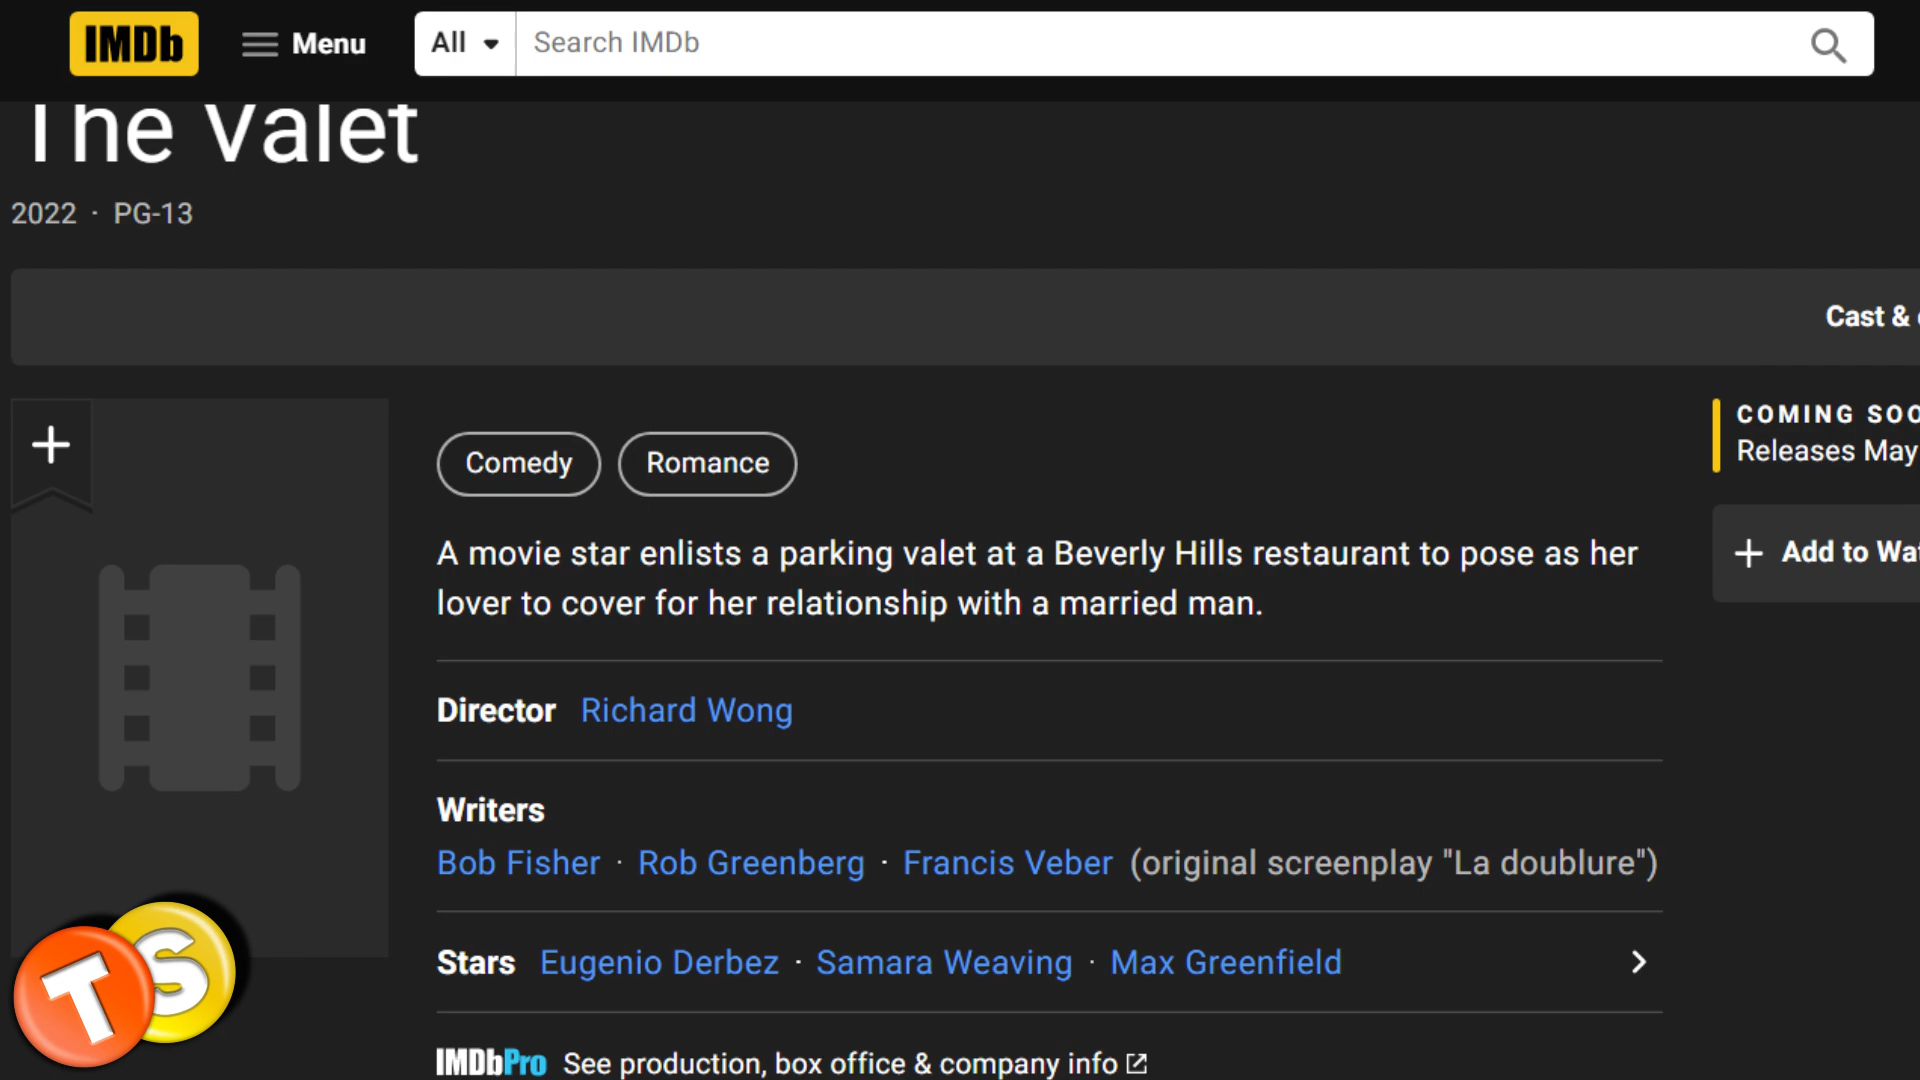 IMDb Menu All Search IMDb
The Valet
2022 · PG-13
Cast &
Comedy Romance
COMING SOO
Releases May
A movie star enlists a parking valet at a Beverly Hills restaurant to pose as her
lover to cover for her relationship with a married man.
+ Add to Wat
Director Richard Wong
Writers
Bob Fisher · Rob Greenberg · Francis Veber (original screenplay "La doublure")
Stars Eugenio Derbez · Samara Weaving · Max Greenfield
IMDbPro See production, box office & company info
TS